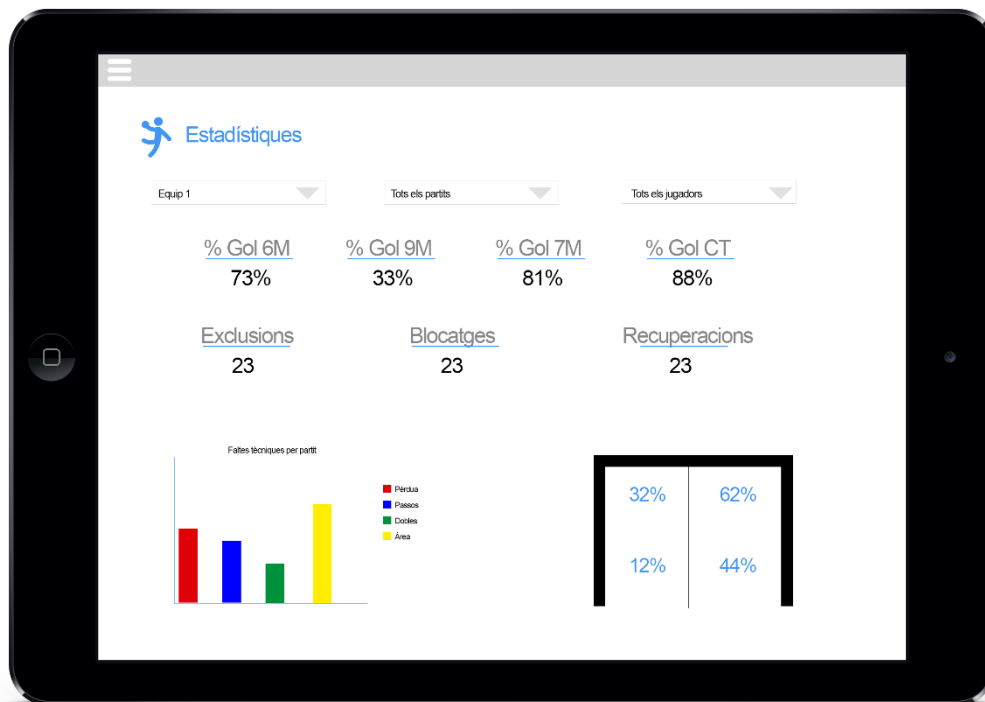 Estadístiques
Equip 1
Tots els partits
Tots els jugadors
% Gol 6M
% Gol 9M
% Gol 7M
% Gol CT
73%
33%
81%
88%
Exclusions
Blocatges
Recuperacions
23
23
23
Faltes tècniques per partit
Pèrdua
Passos
Dobles
Àrea
32%
62%
12%
44%